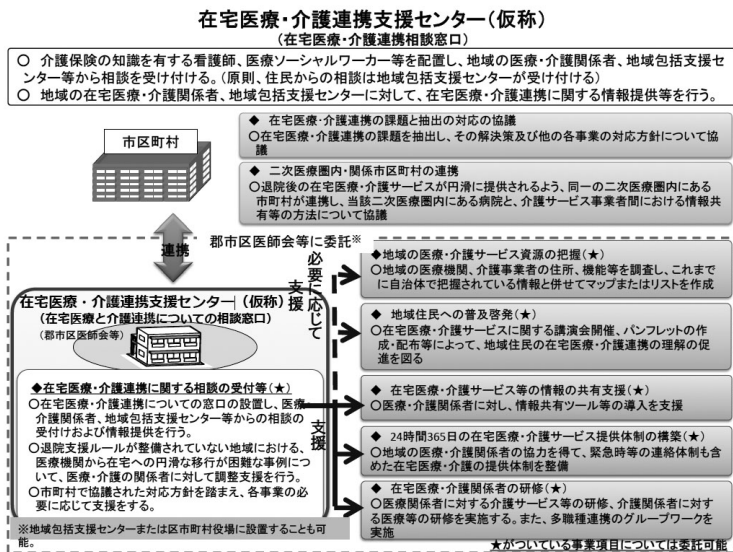 在宅医療・介護連携支援センター（仮称）
（在宅医療・介護連携相談窓口）
○ 介護保険の知識を有する看護師、医療ソーシャルワーカー等を配置し、地域の医療・介護関係者、地域包括支援セ
ンター等から相談を受け付ける。（原則、住民からの相談は地域包括支援センターが受け付ける）
○ 地域の在宅医療・介護関係者、地域包括支援センターに対して、在宅医療・介護連携に関する情報提供等を行う。
市区町村
◆ 在宅医療・介護連携の課題と抽出の対応の協議
○在宅医療・介護連携の課題を抽出し、その解決策及び他の各事業の対応方針について協
議
◆ 二次医療圏内・関係市区町村の連携
○退院後の在宅医療・介護サービスが円滑に提供されるよう、同一の二次医療圏内にある
市町村が連携し、当該二次医療圏内にある病院と、介護サービス事業者間における情報共
有等の方法について協議
連携
郡市区医師会等に委託※
必要に応じて
支援
在宅医療・介護連携支援センター（仮称）
（在宅医療と介護連携についての相談窓口）
（郡市区医師会等）
◆在宅医療・介護連携に関する相談の受付等（★）
○在宅医療・介護連携についての窓口の設置し、医療・
介護関係者、地域包括支援センター等からの相談の
受付けおよび情報提供を行う。
○退院支援ルールが整備されていない地域における、
医療機関から在宅への円滑な移行が困難な事例につ
いて、医療・介護の関係者に対して調整支援を行う。
○市町村で協議された対応方針を踏まえ、各事業の必
要に応じて支援をする。
※地域包括支援センターまたは区市町村役場に設置することも可
能。
支援
◆地域の医療・介護サービス資源の把握（★）
○地域の医療機関、介護事業者の住所、機能等を調査し、これまで
に自治体で把握されている情報と併せてマップまたはリストを作成
◆ 地域住民への普及啓発（★）
○在宅医療・介護サービスに関する講演会開催、パンフレットの作
成・配布等によって、地域住民の在宅医療・介護連携の理解の促
進を図る
◆ 在宅医療・介護サービス等の情報の共有支援（★）
○医療・介護関係者に対し、情報共有ツール等の導入を支援
◆ 24時間365日の在宅医療・介護サービス提供体制の構築（★）
○地域の医療・介護関係者の協力を得て、緊急時等の連絡体制も含
めた在宅医療・介護の提供体制を整備
◆ 在宅医療・介護関係者の研修（★）
○医療関係者に対する介護サービス等の研修、介護関係者に対す
る医療等の研修を実施する。また、多職種連携のグループワークを
実施
★がついている事業項目については委託可能